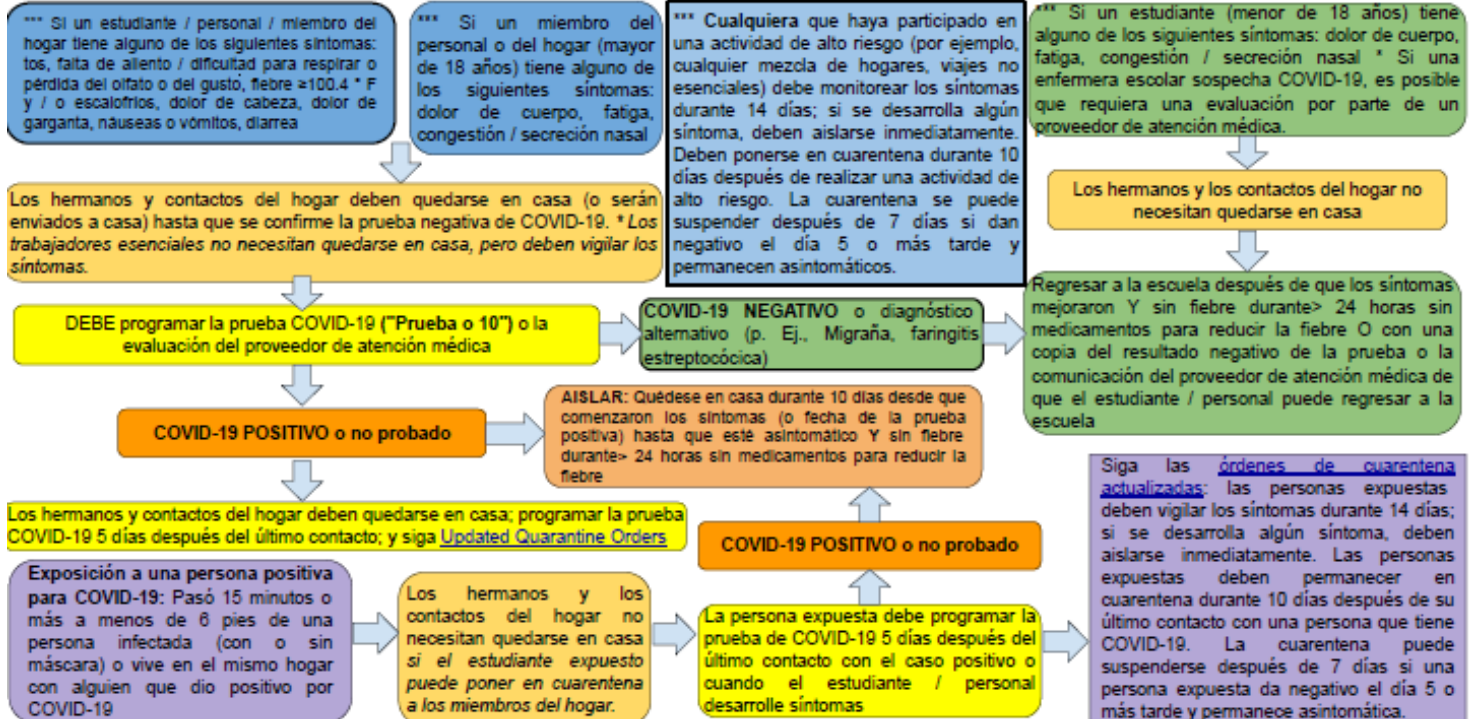 *** Si un estudiante / personal / miembro del
hogar tiene alguno de los siguientes síntomas:
tos, falta de aliento / dificultad para respirar o
pérdida del olfato o del gusto, fiebre ≥100.4 * F
y / o escalofríos, dolor de cabeza, dolor de
garganta, náuseas o vómitos, diarrea
*** Si un miembro del
personal o del hogar (mayor
de 18 años) tiene alguno de
los siguientes síntomas:
dolor de cuerpo, fatiga,
congestión / secreción nasal
*** Cualquiera que haya participado en
una actividad de alto riesgo (por ejemplo,
cualquier mezcla de hogares, viajes no
esenciales) debe monitorear los síntomas
durante 14 días; si se desarrolla algún
síntoma, deben aislarse inmediatamente.
Deben ponerse en cuarentena durante 10
días después de realizar una actividad de
alto riesgo. La cuarentena se puede
suspender después de 7 días si dan
negativo el día 5 o más tarde y
permanecen asintomáticos.
*** Si un estudiante (menor de 18 años) tiene
alguno de los siguientes síntomas: dolor de cuerpo,
fatiga, congestión / secreción nasal * Si una
enfermera escolar sospecha COVID-19, es posible
que requiera una evaluación por parte de un
proveedor de atención médica.
Los hermanos y contactos del hogar deben quedarse en casa (o serán
enviados a casa) hasta que se confirme la prueba negativa de COVID-19. * Los
trabajadores esenciales no necesitan quedarse en casa, pero deben vigilar los
síntomas.
Los hermanos y los contactos del hogar no
necesitan quedarse en casa
DEBE programar la prueba COVID-19 ("Prueba o 10") o la
evaluación del proveedor de atención médica
COVID-19 NEGATIVO o diagnóstico
alternativo (p. Ej., Migraña, faringitis
estreptocócica)
Regresar a la escuela después de que los síntomas
mejoraron Y sin fiebre durante> 24 horas sin
medicamentos para reducir la fiebre O con una
copia del resultado negativo de la prueba o la
comunicación del proveedor de atención médica de
que el estudiante / personal puede regresar a la
escuela
COVID-19 POSITIVO o no probado
AISLAR: Quédese en casa durante 10 días desde que
comenzaron los síntomas (o fecha de la prueba
positiva) hasta que esté asintomático Y sin fiebre
durante> 24 horas sin medicamentos para reducir la
fiebre
Los hermanos y contactos del hogar deben quedarse en casa; programar la prueba
COVID-19 5 días después del último contacto; y siga Updated Quarantine Orders
COVID-19 POSITIVO o no probado
Exposición a una persona positiva
para COVID-19: Pasó 15 minutos o
más a menos de 6 pies de una
persona infectada (con o sin
máscara) o vive en el mismo hogar
con alguien que dio positivo por
COVID-19
Los hermanos y los
contactos del hogar no
necesitan quedarse en casa
si el estudiante expuesto
puede poner en cuarentena
a los miembros del hogar.
La persona expuesta debe programar la
prueba de COVID-19 5 días después del
último contacto con el caso positivo o
cuando el estudiante / personal
desarrolle síntomas
Siga las órdenes de cuarentena
actualizadas: las personas expuestas
deben vigilar los síntomas durante 14 días;
si se desarrolla algún síntoma, deben
aislarse inmediatamente. Las personas
expuestas deben permanecer en
cuarentena durante 10 días después de su
último contacto con una persona que tiene
COVID-19. La cuarentena puede
suspenderse después de 7 días si una
persona expuesta da negativo el día 5 o
más tarde y permanece asintomática.